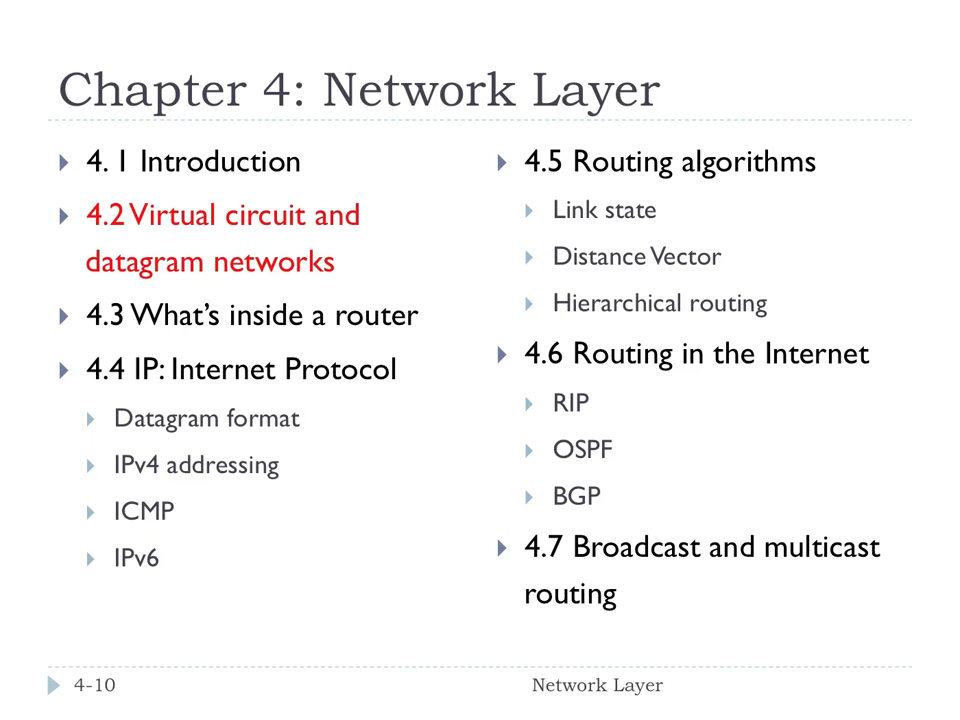 Chapter 4: Network Layer
4. 1 Introduction
4.2 Virtual circuit and
datagram networks
4.3 What’s inside a router
4.4 IP: Internet Protocol
Datagram format
IPv4 addressing
ICMP
IPv6
4.5 Routing algorithms
Link state
Distance Vector
Hierarchical routing
4.6 Routing in the Internet
RIP
OSPF
BGP
4.7 Broadcast and multicast
routing
4-10
Network Layer